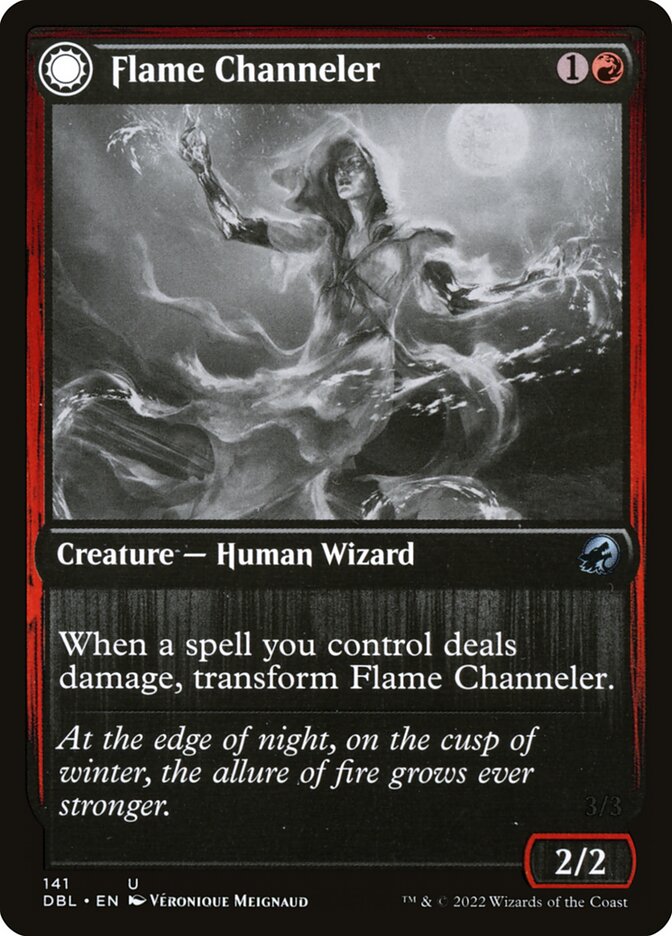 Flame Channeler 1
Creature — Human Wizard
When a spell you control deals
damage, transform Flame Channeler.
At the edge of night, on the cusp of
winter, the allure of fire grows ever
stronger.
3/3
2/2
141 U
DBL • EN Véronique Meignaud ™ & © 2022 Wizards of the Coast